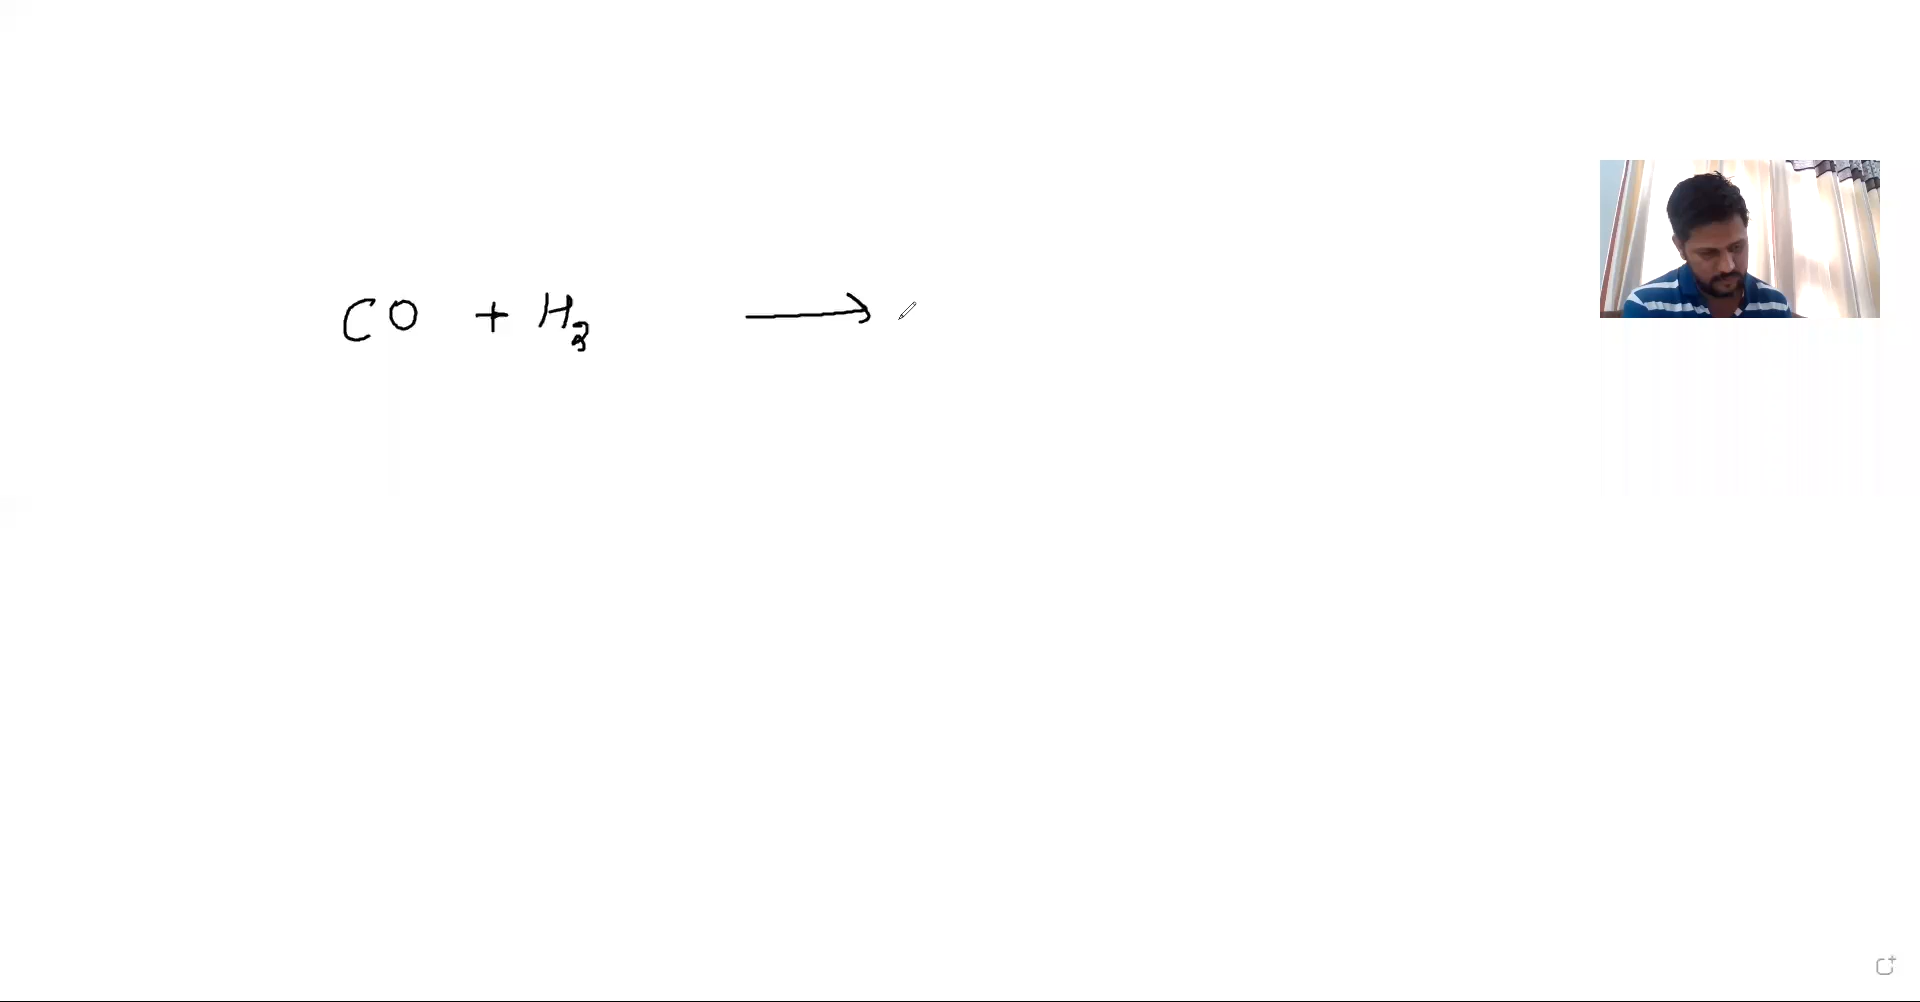 CO + H₂ →